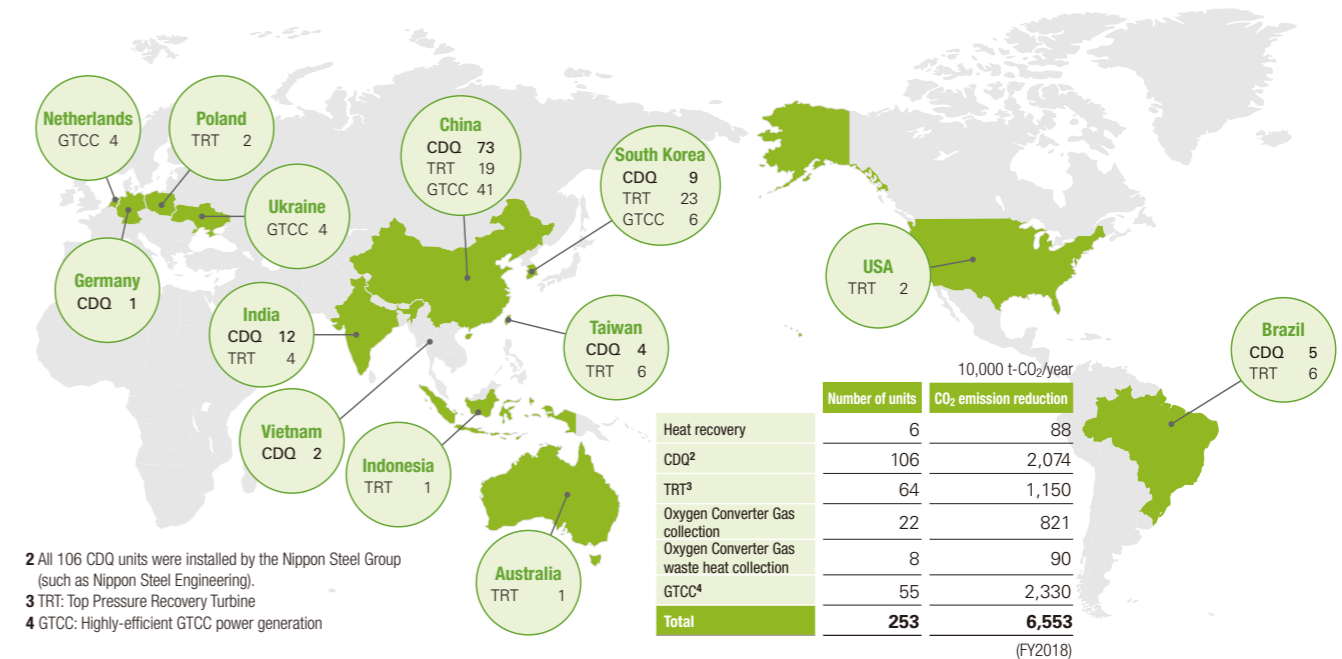 Netherlands
GTCC 4
Poland
TRT 2
Ukraine
GTCC 4
Germany
CDQ 1
China
CDQ 73
TRT 19
GTCC 41
South Korea
CDQ 9
TRT 23
GTCC 6
India
CDQ 12
TRT 4
Taiwan
CDQ 4
TRT 6
Vietnam
CDQ 2
Indonesia
TRT 1
Australia
TRT 1
USA
TRT 2
Brazil
CDQ 5
TRT 6
10,000 t-CO₂/year
Number of units CO₂ emission reduction
Heat recovery 6 88
CDQ² 106 2,074
TRT³ 64 1,150
Oxygen Converter Gas
collection 22 821
Oxygen Converter Gas
waste heat collection 8 90
GTCC⁴ 55 2,330
Total 253 6,553
(FY2018)
2 All 106 CDQ units were installed by the Nippon Steel Group
(such as Nippon Steel Engineering).
3 TRT: Top Pressure Recovery Turbine
4 GTCC: Highly-efficient GTCC power generation